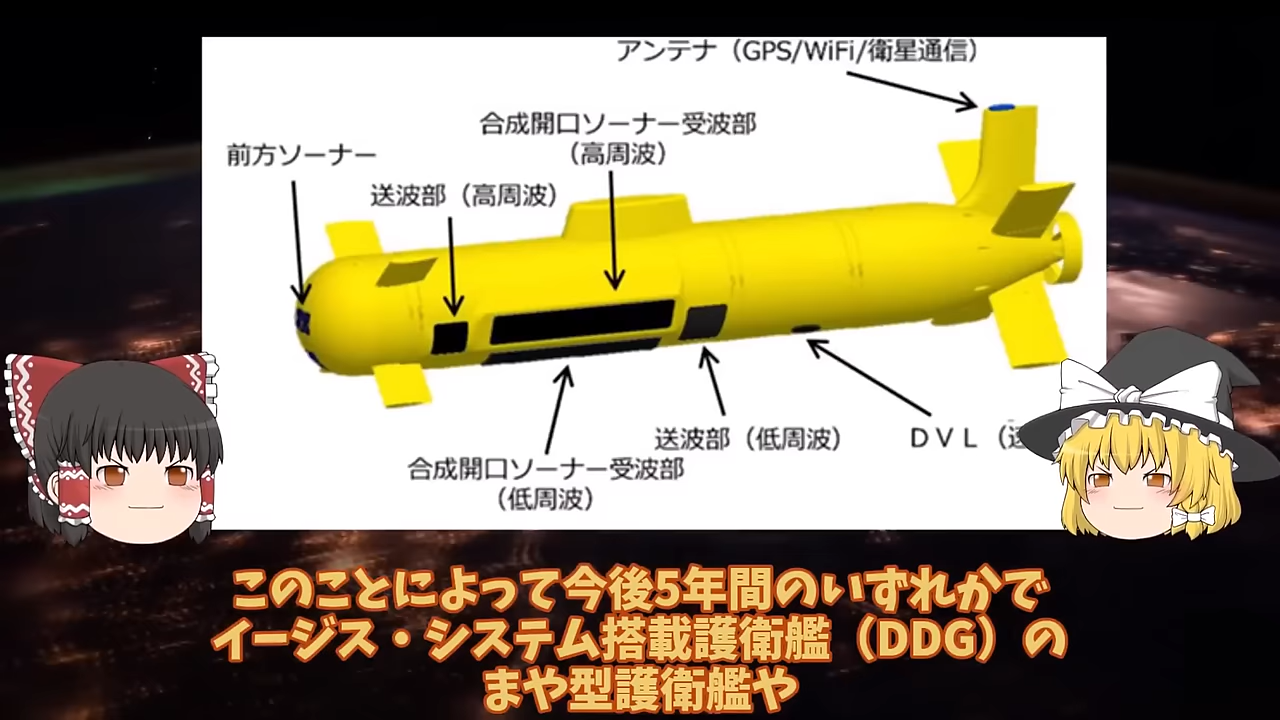 アンテナ（GPS/WiFi/衛星通信）
合成開口ソーナー受波部
（高周波）
前方ソーナー
送波部（高周波）
送波部（低周波）
ＤＶＬ（
合成開口ソーナー受波部
（低周波）
このことによって今後5年間のいずれかで
イージス・システム搭載護衛艦（DDG）の
まや型護衛艦や